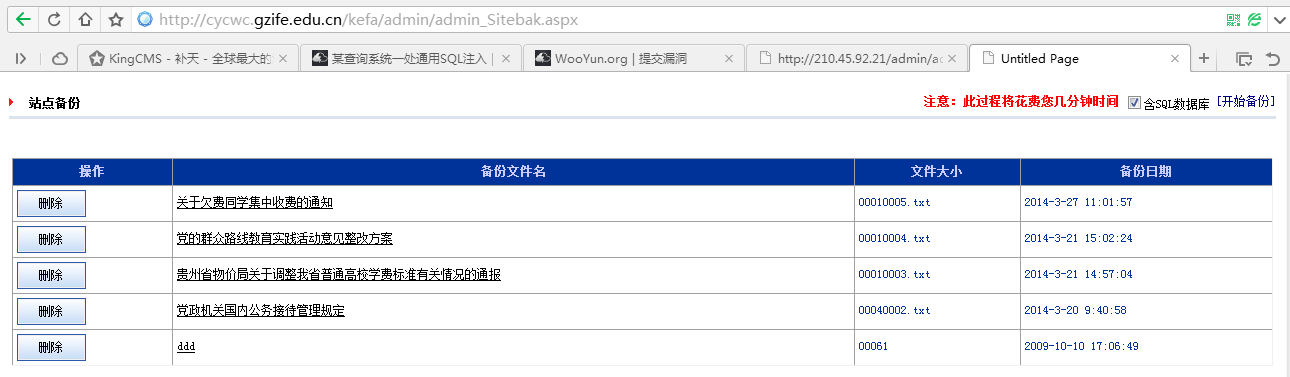 http://cycwc.gzife.edu.cn/kefa/admin/admin_Sitebak.aspx
KingCMS - 补天 - 全球最大的 某查询系统一处通用SQL注入 | WooYun.org | 提交漏洞 http://210.45.92.21/admin/ad Untitled Page
站点备份 注意：此过程将花费您几分钟时间 含SQL数据库 [开始备份]
操作 备份文件名 文件大小 备份日期
删除 关于欠费同学集中收费的通知 00010005.txt 2014-3-27 11:01:57
删除 党的群众路线教育实践活动意见整改方案 00010004.txt 2014-3-21 15:02:24
删除 贵州省物价局关于调整我省普通高校学费标准有关情况的通报 00010003.txt 2014-3-21 14:57:04
删除 党政机关国内公务接待管理规定 00040002.txt 2014-3-20 9:40:58
删除 ddd 00061 2009-10-10 17:06:49